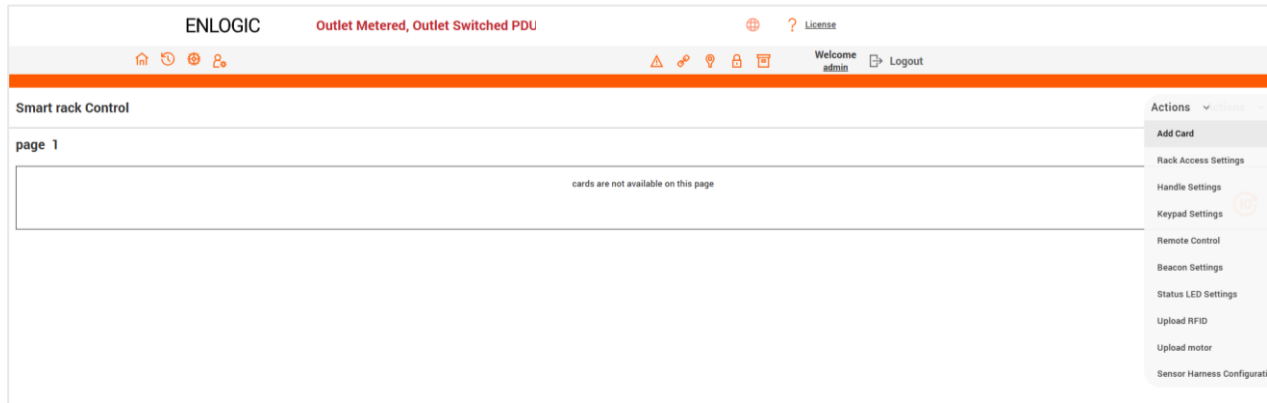 ENLOGIC Outlet Metered, Outlet Switched PDU ? License
Welcome admin Logout
Smart rack Control
Actions
page 1
Add Card
cards are not available on this page
Rack Access Settings
Handle Settings
Keypad Settings
Remote Control
Beacon Settings
Status LED Settings
Upload RFID
Upload motor
Sensor Harness Configurati